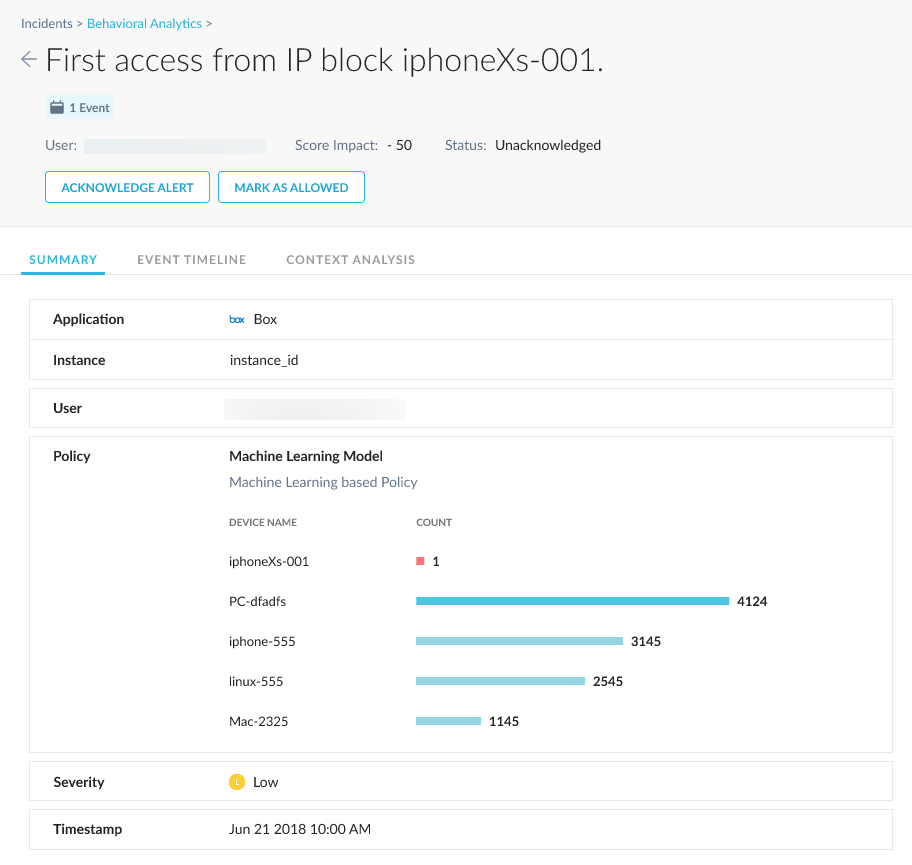 Incidents > Behavioral Analytics >
First access from IP block iphoneXs-001.
1 Event
User: Score Impact: - 50 Status: Unacknowledged
ACKNOWLEDGE ALERT MARK AS ALLOWED
SUMMARY EVENT TIMELINE CONTEXT ANALYSIS
Application box Box
Instance instance_id
User
Policy Machine Learning Model
Machine Learning based Policy
DEVICE NAME COUNT
iphoneXs-001 1
PC-dfadfs 4124
iphone-555 3145
linux-555 2545
Mac-2325 1145
Severity L Low
Timestamp Jun 21 2018 10:00 AM